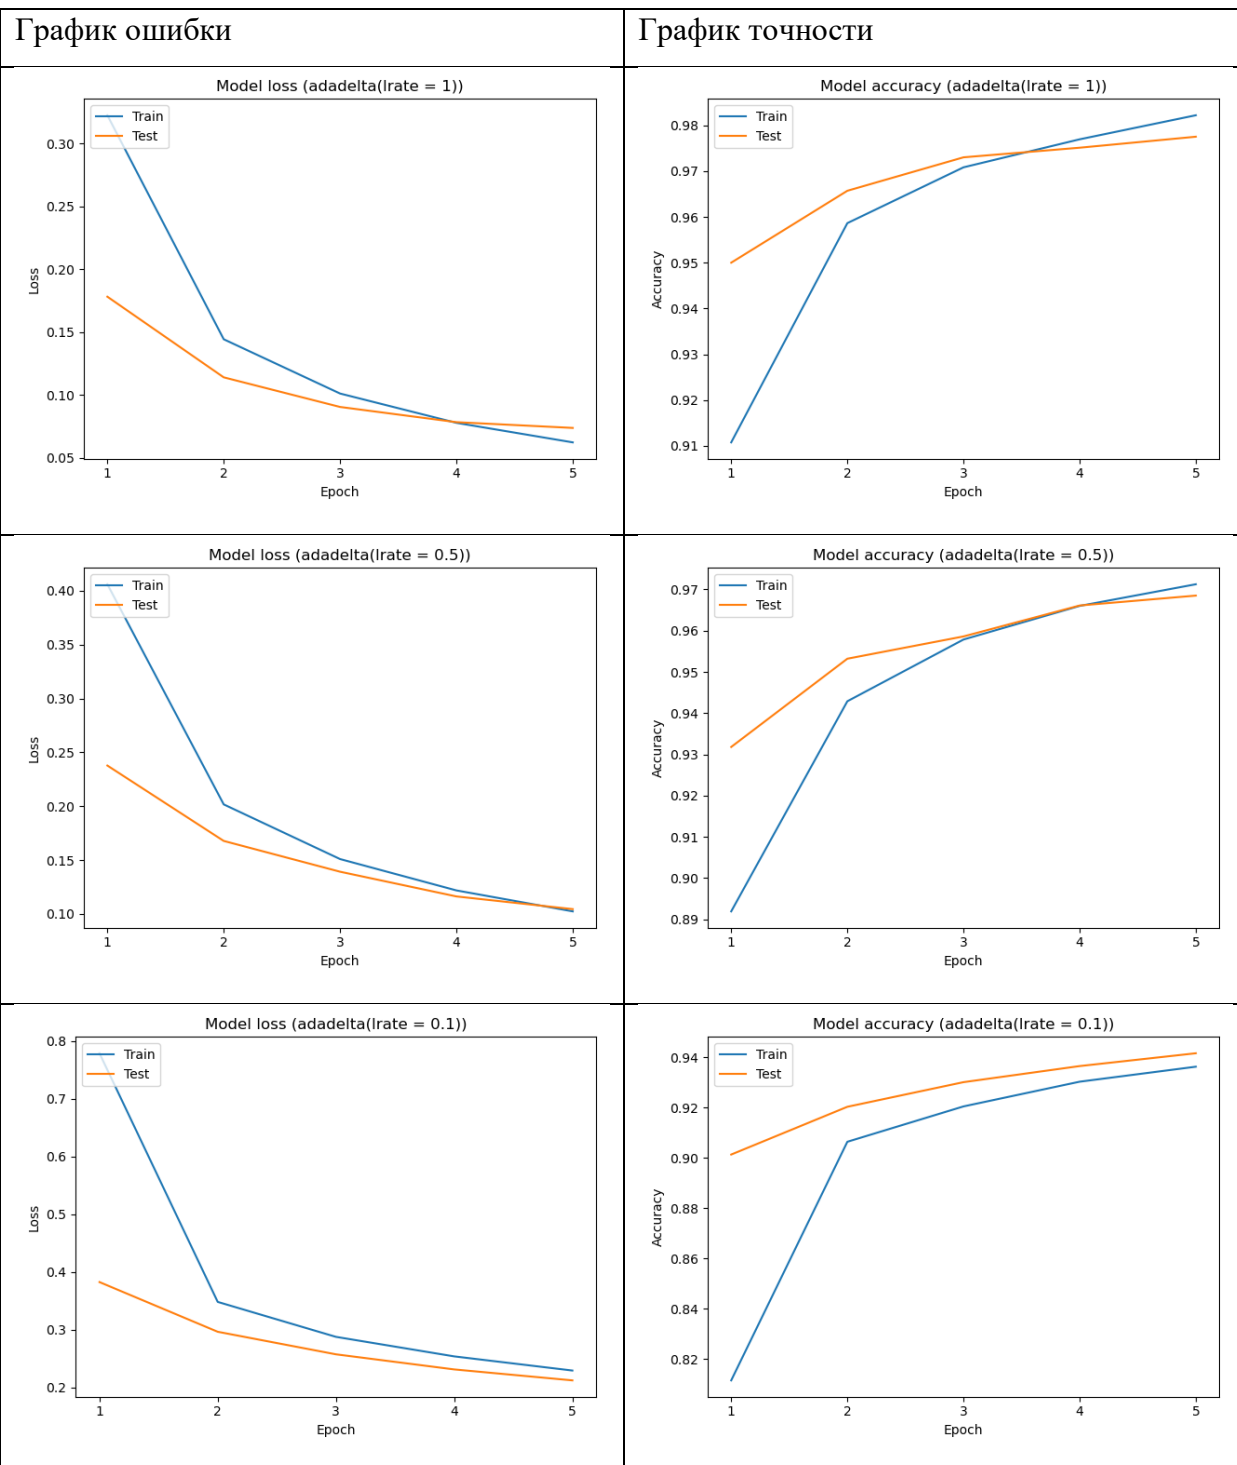 График ошибки
График точности
Model loss (adadelta(lrate = 1))
Train
Test
0.30
0.25
0.20
0.15
0.10
0.05
Loss
1 2 3 4 5
Epoch
Model accuracy (adadelta(lrate = 1))
Train
Test
0.98
0.97
0.96
0.95
0.94
0.93
0.92
0.91
Accuracy
1 2 3 4 5
Epoch
Model loss (adadelta(lrate = 0.5))
Train
Test
0.40
0.35
0.30
0.25
0.20
0.15
0.10
Loss
1 2 3 4 5
Epoch
Model accuracy (adadelta(lrate = 0.5))
Train
Test
0.97
0.96
0.95
0.94
0.93
0.92
0.91
0.90
0.89
Accuracy
1 2 3 4 5
Epoch
Model loss (adadelta(lrate = 0.1))
Train
Test
0.8
0.7
0.6
0.5
0.4
0.3
0.2
Loss
1 2 3 4 5
Epoch
Model accuracy (adadelta(lrate = 0.1))
Train
Test
0.94
0.92
0.90
0.88
0.86
0.84
0.82
Accuracy
1 2 3 4 5
Epoch